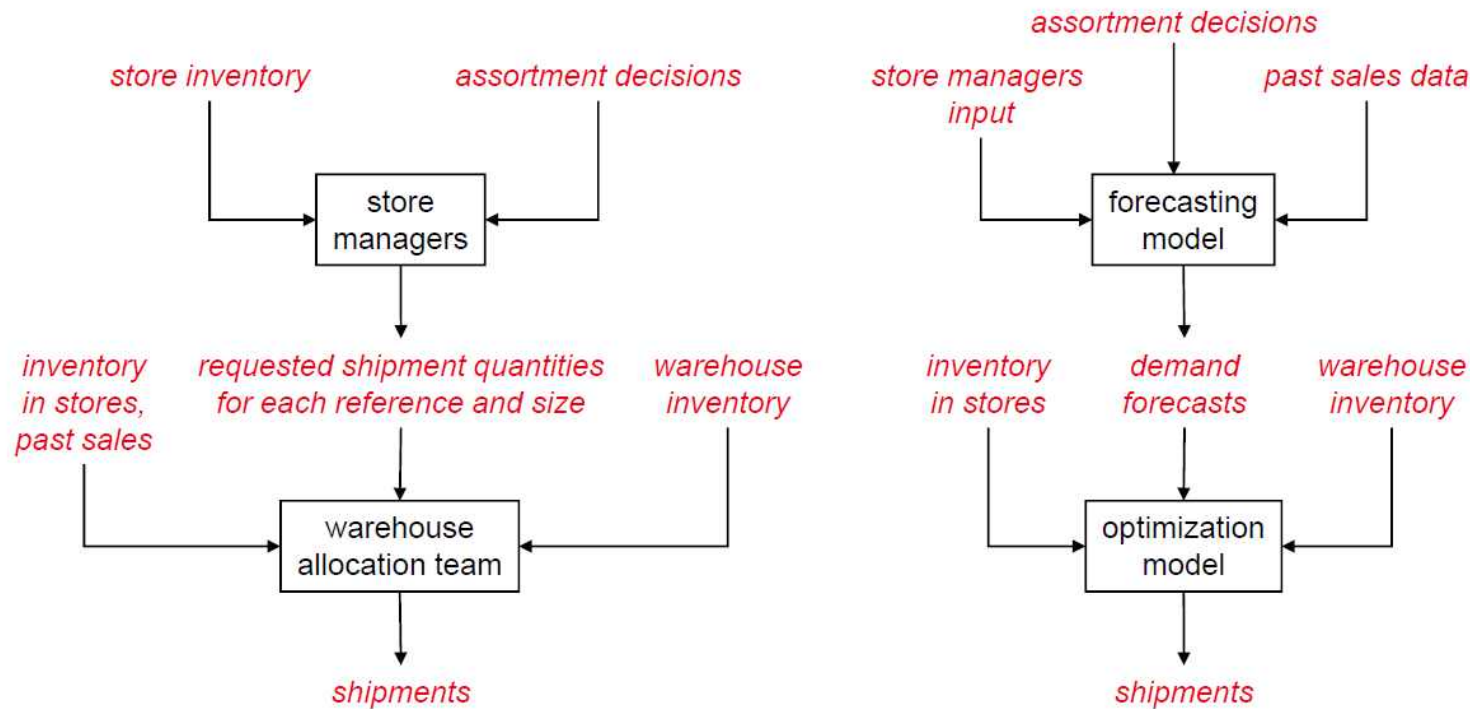 store inventory
assortment decisions
store
managers
inventory
in stores,
past sales
requested shipment quantities
for each reference and size
warehouse
inventory
warehouse
allocation team
shipments
assortment decisions
store managers
input
past sales data
forecasting
model
inventory
in stores
demand
forecasts
warehouse
inventory
optimization
model
shipments